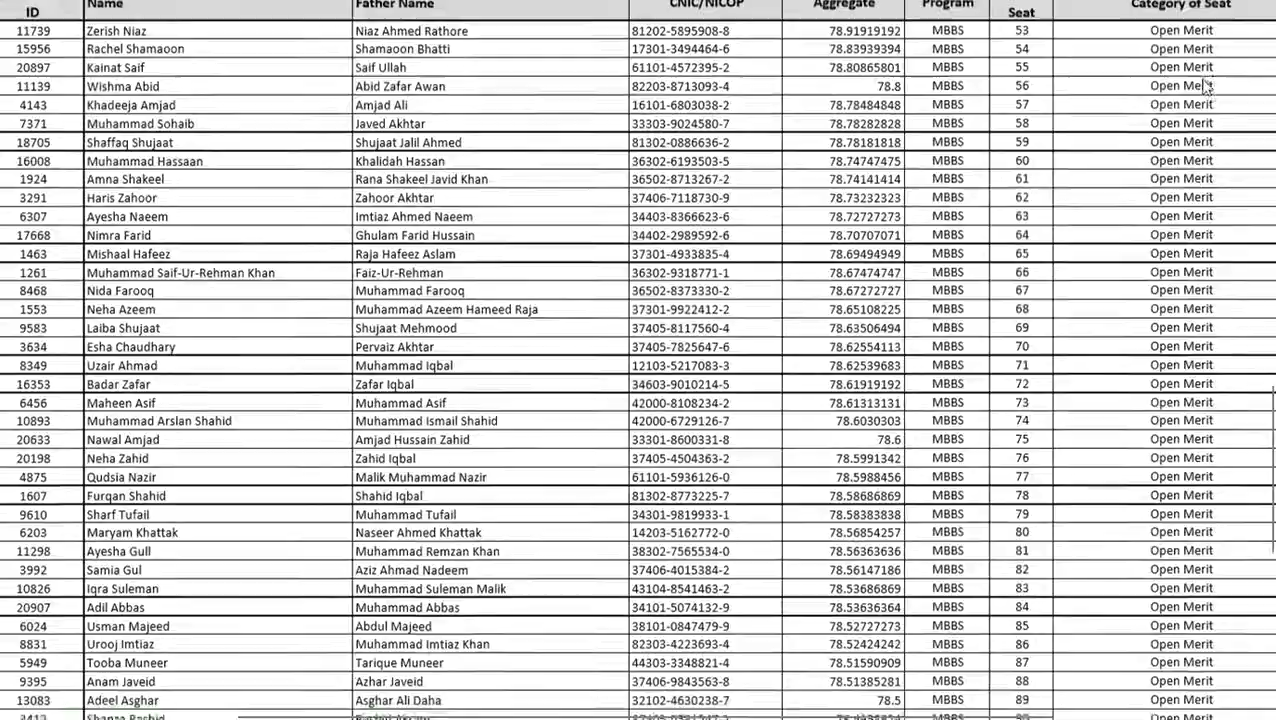 ID Name Father Name CNIC/NICOP Aggregate Program Seat Category of Seat
11739 Zerish Niaz Niaz Ahmed Rathore 81202-5895908-8 78.91919192 MBBS 53 Open Merit
15956 Rachel Shamaoon Shamaoon Bhatti 17301-3494464-6 78.83939394 MBBS 54 Open Merit
20897 Kainat Saif Saif Ullah 61101-4572395-2 78.80865801 MBBS 55 Open Merit
11139 Wishma Abid Abid Zafar Awan 82203-8713093-4 78.8 MBBS 56 Open Merit
4143 Khadeeja Amjad Amjad Ali 16101-6803038-2 78.78484848 MBBS 57 Open Merit
7371 Muhammad Sohaib Javed Akhtar 33303-9024580-7 78.78282828 MBBS 58 Open Merit
18705 Shaffaq Shujaat Shujaat Jalil Ahmed 81302-0886636-2 78.78181818 MBBS 59 Open Merit
16008 Muhammad Hassaan Khalidah Hassan 36302-6193503-5 78.74747475 MBBS 60 Open Merit
1924 Amna Shakeel Rana Shakeel Javid Khan 36502-8713267-2 78.74141414 MBBS 61 Open Merit
3291 Haris Zahoor Zahoor Akhtar 37406-7118730-9 78.73232323 MBBS 62 Open Merit
6307 Ayesha Naeem Imtiaz Ahmed Naeem 34403-8366623-6 78.72727273 MBBS 63 Open Merit
17668 Nimra Farid Ghulam Farid Hussain 34402-2989592-6 78.70707071 MBBS 64 Open Merit
1463 Mishaal Hafeez Raja Hafeez Aslam 37301-4933835-4 78.69494949 MBBS 65 Open Merit
1261 Muhammad Saif-Ur-Rehman Khan Faiz-Ur-Rehman 36302-9318771-1 78.67474747 MBBS 66 Open Merit
8468 Nida Farooq Muhammad Farooq 36502-8373330-2 78.67272727 MBBS 67 Open Merit
1553 Neha Azeem Muhammad Azeem Hameed Raja 37301-9922412-2 78.65108225 MBBS 68 Open Merit
9583 Laiba Shujaat Shujaat Mehmood 37405-8117560-4 78.63506494 MBBS 69 Open Merit
3634 Esha Chaudhary Pervaiz Akhtar 37405-7825647-6 78.62554113 MBBS 70 Open Merit
8349 Uzair Ahmad Muhammad Iqbal 12103-5217083-3 78.62539683 MBBS 71 Open Merit
16353 Badar Zafar Zafar Iqbal 34603-9010214-5 78.61919192 MBBS 72 Open Merit
6456 Maheen Asif Muhammad Asif 42000-8108234-2 78.61313131 MBBS 73 Open Merit
10893 Muhammad Arslan Shahid Muhammad Ismail Shahid 42000-6729126-7 78.6030303 MBBS 74 Open Merit
20633 Nawal Amjad Amjad Hussain Zahid 33301-8600331-8 78.6 MBBS 75 Open Merit
20198 Neha Zahid Zahid Iqbal 37405-4504363-2 78.5991342 MBBS 76 Open Merit
4875 Qudsia Nazir Malik Muhammad Nazir 61101-5936126-0 78.5988456 MBBS 77 Open Merit
1607 Furqan Shahid Shahid Iqbal 81302-8773225-7 78.58686869 MBBS 78 Open Merit
9610 Sharf Tufail Muhammad Tufail 34301-9819933-1 78.58383838 MBBS 79 Open Merit
6203 Maryam Khattak Naseer Ahmed Khattak 14203-5162772-0 78.56854257 MBBS 80 Open Merit
11298 Ayesha Gull Muhammad Remzan Khan 38302-7565534-0 78.56363636 MBBS 81 Open Merit
3992 Samia Gul Aziz Ahmad Nadeem 37406-4015384-2 78.56147186 MBBS 82 Open Merit
10826 Iqra Suleman Muhammad Suleman Malik 43104-8541463-2 78.53686869 MBBS 83 Open Merit
20907 Adil Abbas Muhammad Abbas 34101-5074132-9 78.53636364 MBBS 84 Open Merit
6024 Usman Majeed Abdul Majeed 38101-0847479-9 78.52727273 MBBS 85 Open Merit
8831 Urooj Imtiaz Muhammad Imtiaz Khan 82303-4223693-4 78.52424242 MBBS 86 Open Merit
5949 Tooba Muneer Tarique Muneer 44303-3348821-4 78.51590909 MBBS 87 Open Merit
9395 Anam Javeid Azhar Javeid 37406-9843563-8 78.51385281 MBBS 88 Open Merit
13083 Adeel Asghar Asghar Ali Daha 32102-4630238-7 78.5 MBBS 89 Open Merit